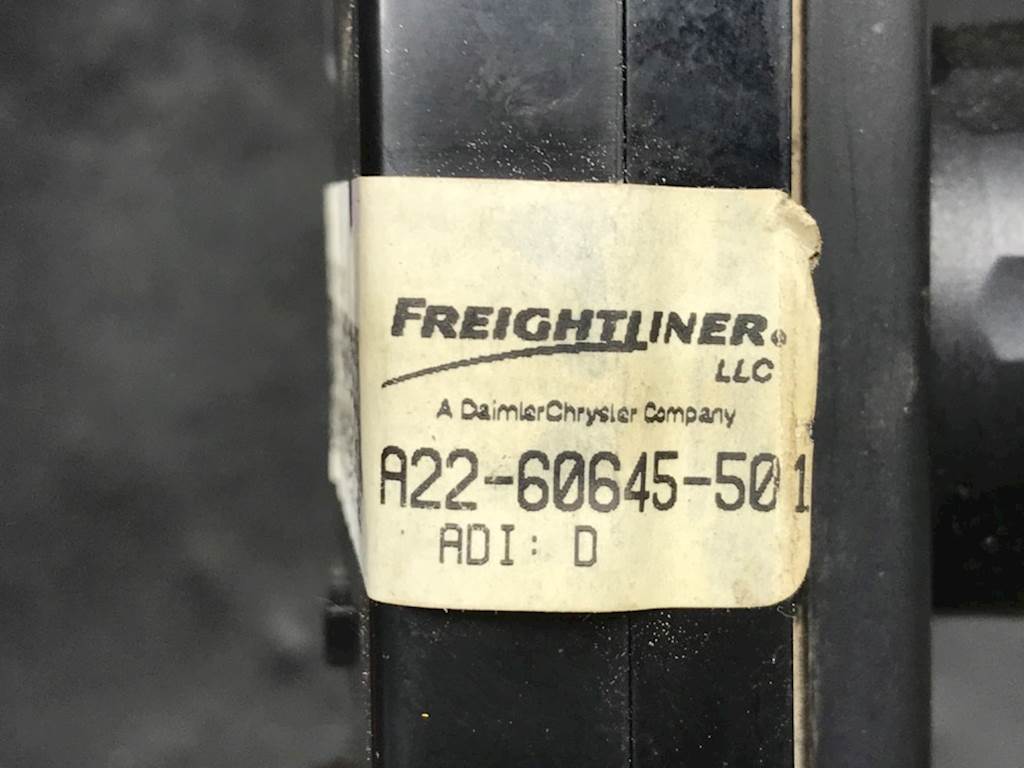 FREIGHTLINER®
LLC
A DaimlerChrysler Company
A22-60645-501
ADI: D